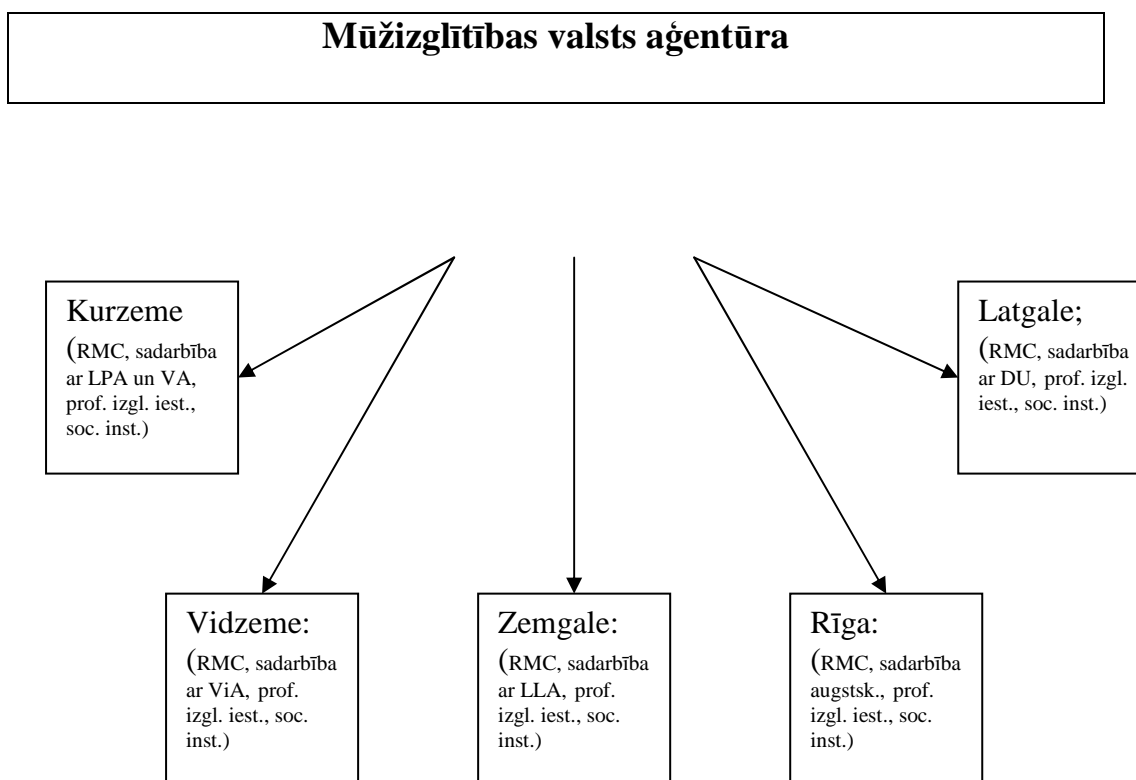 Mūžizglītības valsts aģentūra
Kurzeme
(RMC, sadarbība
ar LPA un VA,
prof. izgl. iest.,
soc. inst.)
Latgale;
(RMC, sadarbība
ar DU, prof. izgl.
iest., soc. inst.)
Vidzeme:
(RMC, sadarbība
ar ViA, prof.
izgl. iest., soc.
inst.)
Zemgale:
(RMC, sadarbība
ar LLA, prof.
izgl. iest., soc.
inst.)
Rīga:
(RMC, sadarbība
augstsk., prof.
izgl. iest., soc.
inst.)